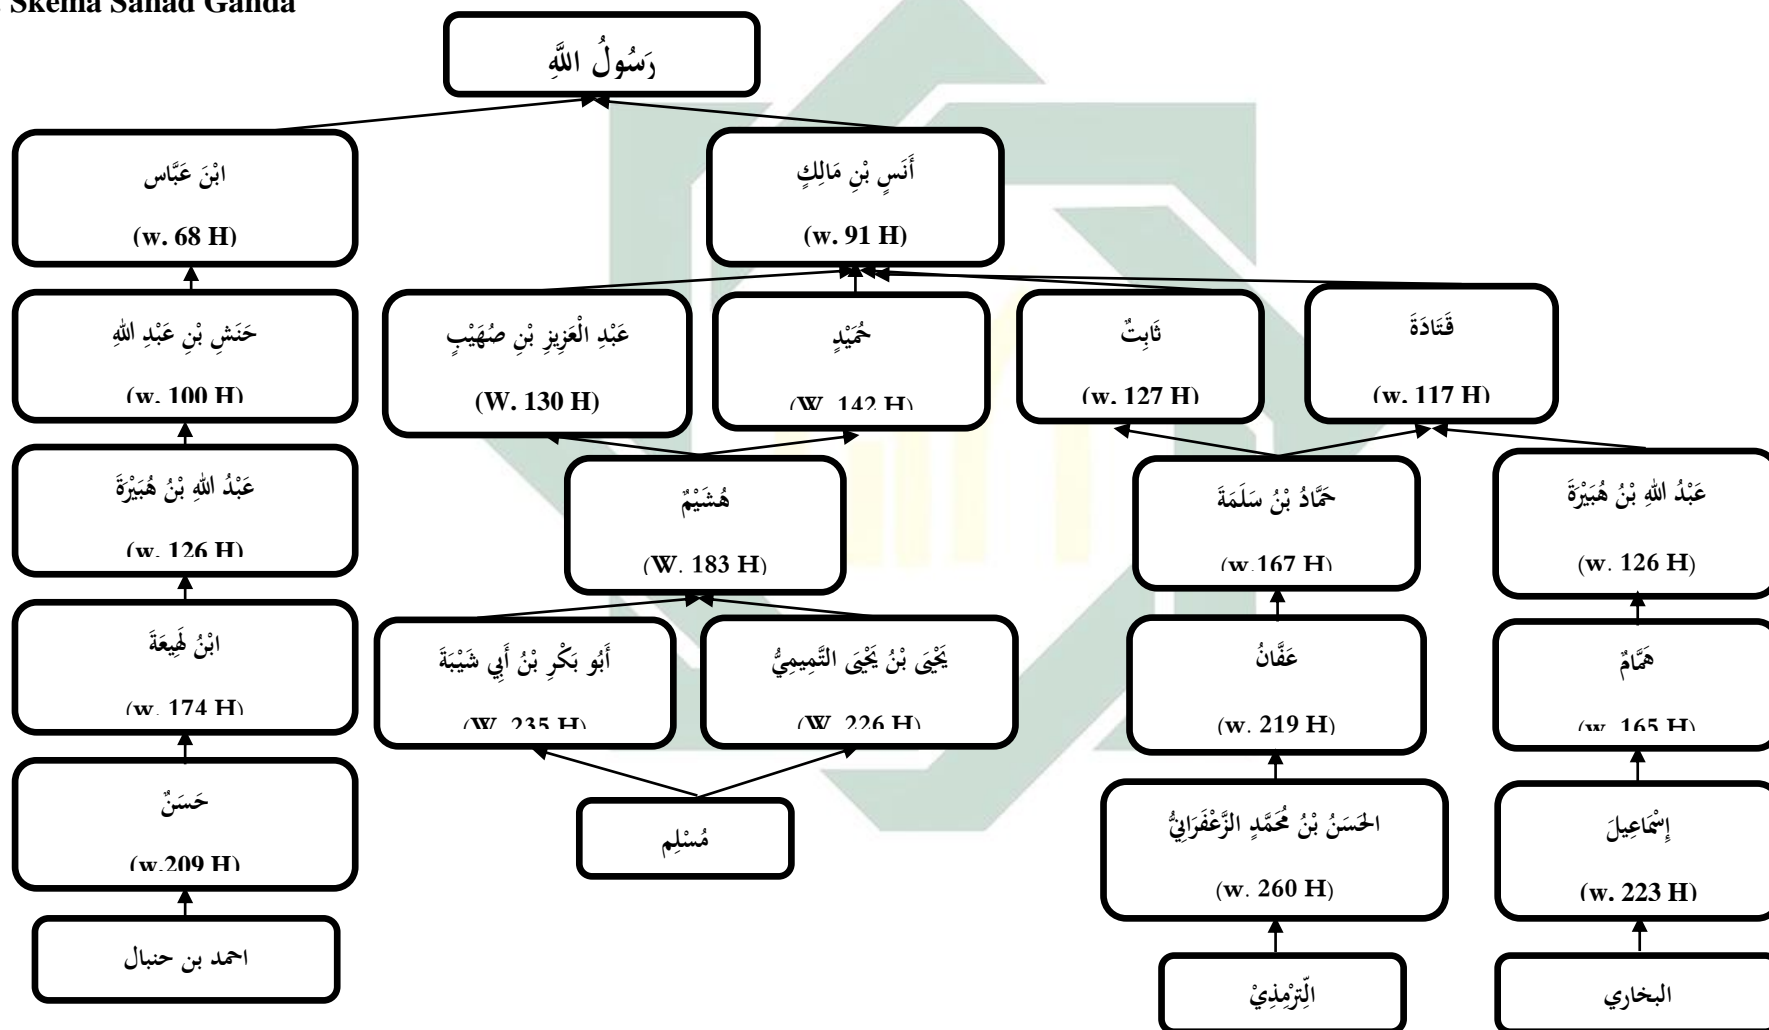 Skema Sanad Ganda
رَسُولُ اللَّهِ
ابْنَ عَبَّاس
(w. 68 H)
أَنَسِ بْنِ مَالِكٍ
(w. 91 H)
حَنَشِ بْنِ عَبْدِ اللهِ
(w. 100 H)
عَبْدِ الْعَزِيزِ بْنِ صُهَيْبٍ
(W. 130 H)
حُمَيْدٍ
(W. 142 H)
ثَابِتٌ
(w. 127 H)
قَتَادَةَ
(w. 117 H)
عَبْدُ اللهِ بْنُ هُبَيْرَةَ
(w. 126 H)
هُشَيْمٌ
(W. 183 H)
حَمَّادُ بْنُ سَلَمَةَ
(w.167 H)
عَبْدُ اللهِ بْنُ هُبَيْرَةَ
(w. 126 H)
ابْنُ لَهِيعَةَ
(w. 174 H)
أَبُو بَكْرِ بْنُ أَبِي شَيْبَةَ
(W. 235 H)
يَحْيَى بْنُ يَحْيَى التَّمِيمِيُّ
(W. 226 H)
عَفَّانُ
(w. 219 H)
هَمَّامٌ
(w. 165 H)
حَسَنٌ
(w.209 H)
مُسْلِم
الحَسَنُ بْنُ مُحَمَّدٍ الزَّعْفَرَانِيُّ
(w. 260 H)
إِسْمَاعِيلَ
(w. 223 H)
احمد بن حنبال
الِّترْمِذِيْ
البخاري